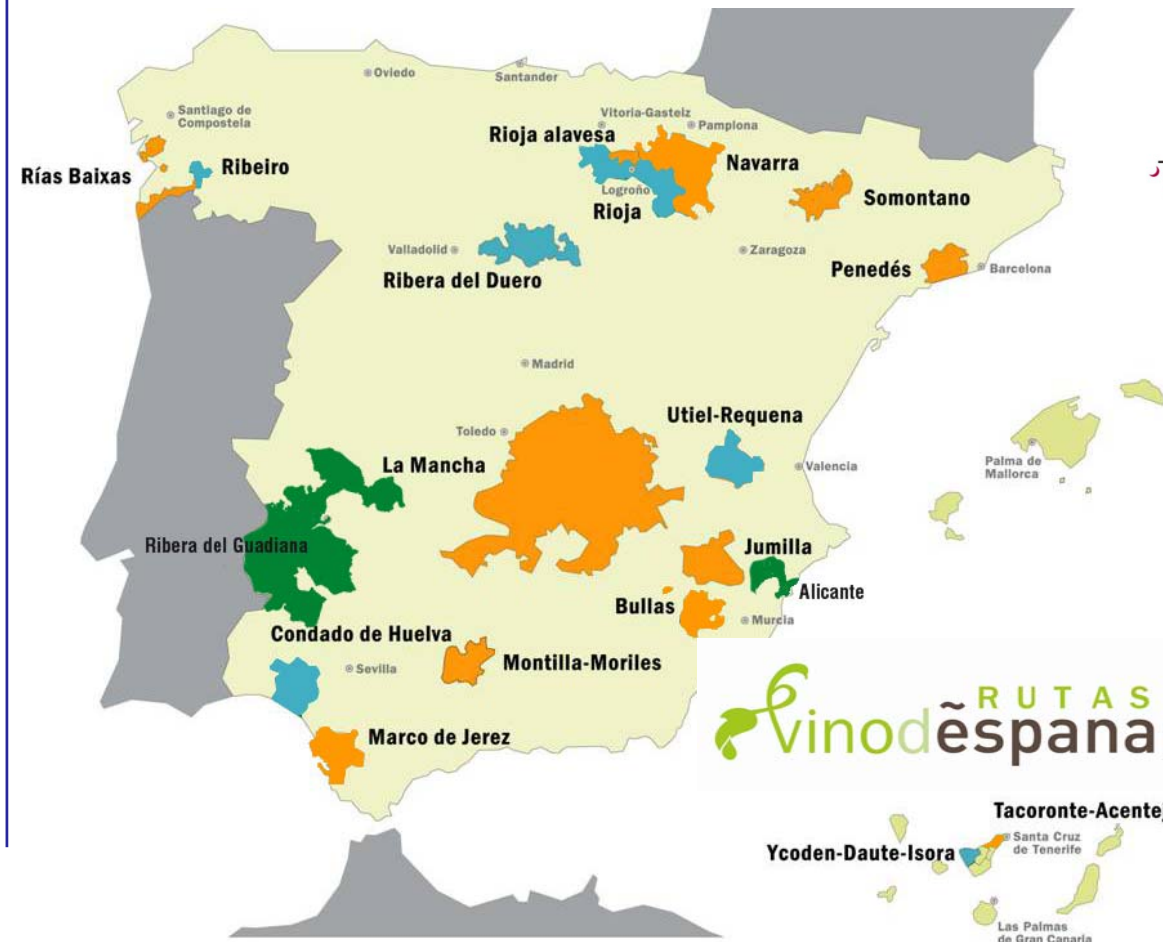 Oviedo
Santander
Santiago de
Compostela
Vitoria-Gasteiz
Pamplona
Rioja alavesa
Navarra
Rías Baixas
Ribeiro
Logroño
Rioja
Somontano
Valladolid
Zaragoza
Ribera del Duero
Penedés
Barcelona
Madrid
Utiel-Requena
Toledo
La Mancha
Valencia
Palma de
Mallorca
Ribera del Guadiana
Jumilla
Alicante
Bullas
Murcia
Condado de Huelva
Sevilla
Montilla-Moriles
Marco de Jerez
RUTAS
vinodẽspana
Tacoronte-Acente
Santa Cruz
de Tenerife
Ycoden-Daute-Isora
Las Palmas
de Gran Canaria